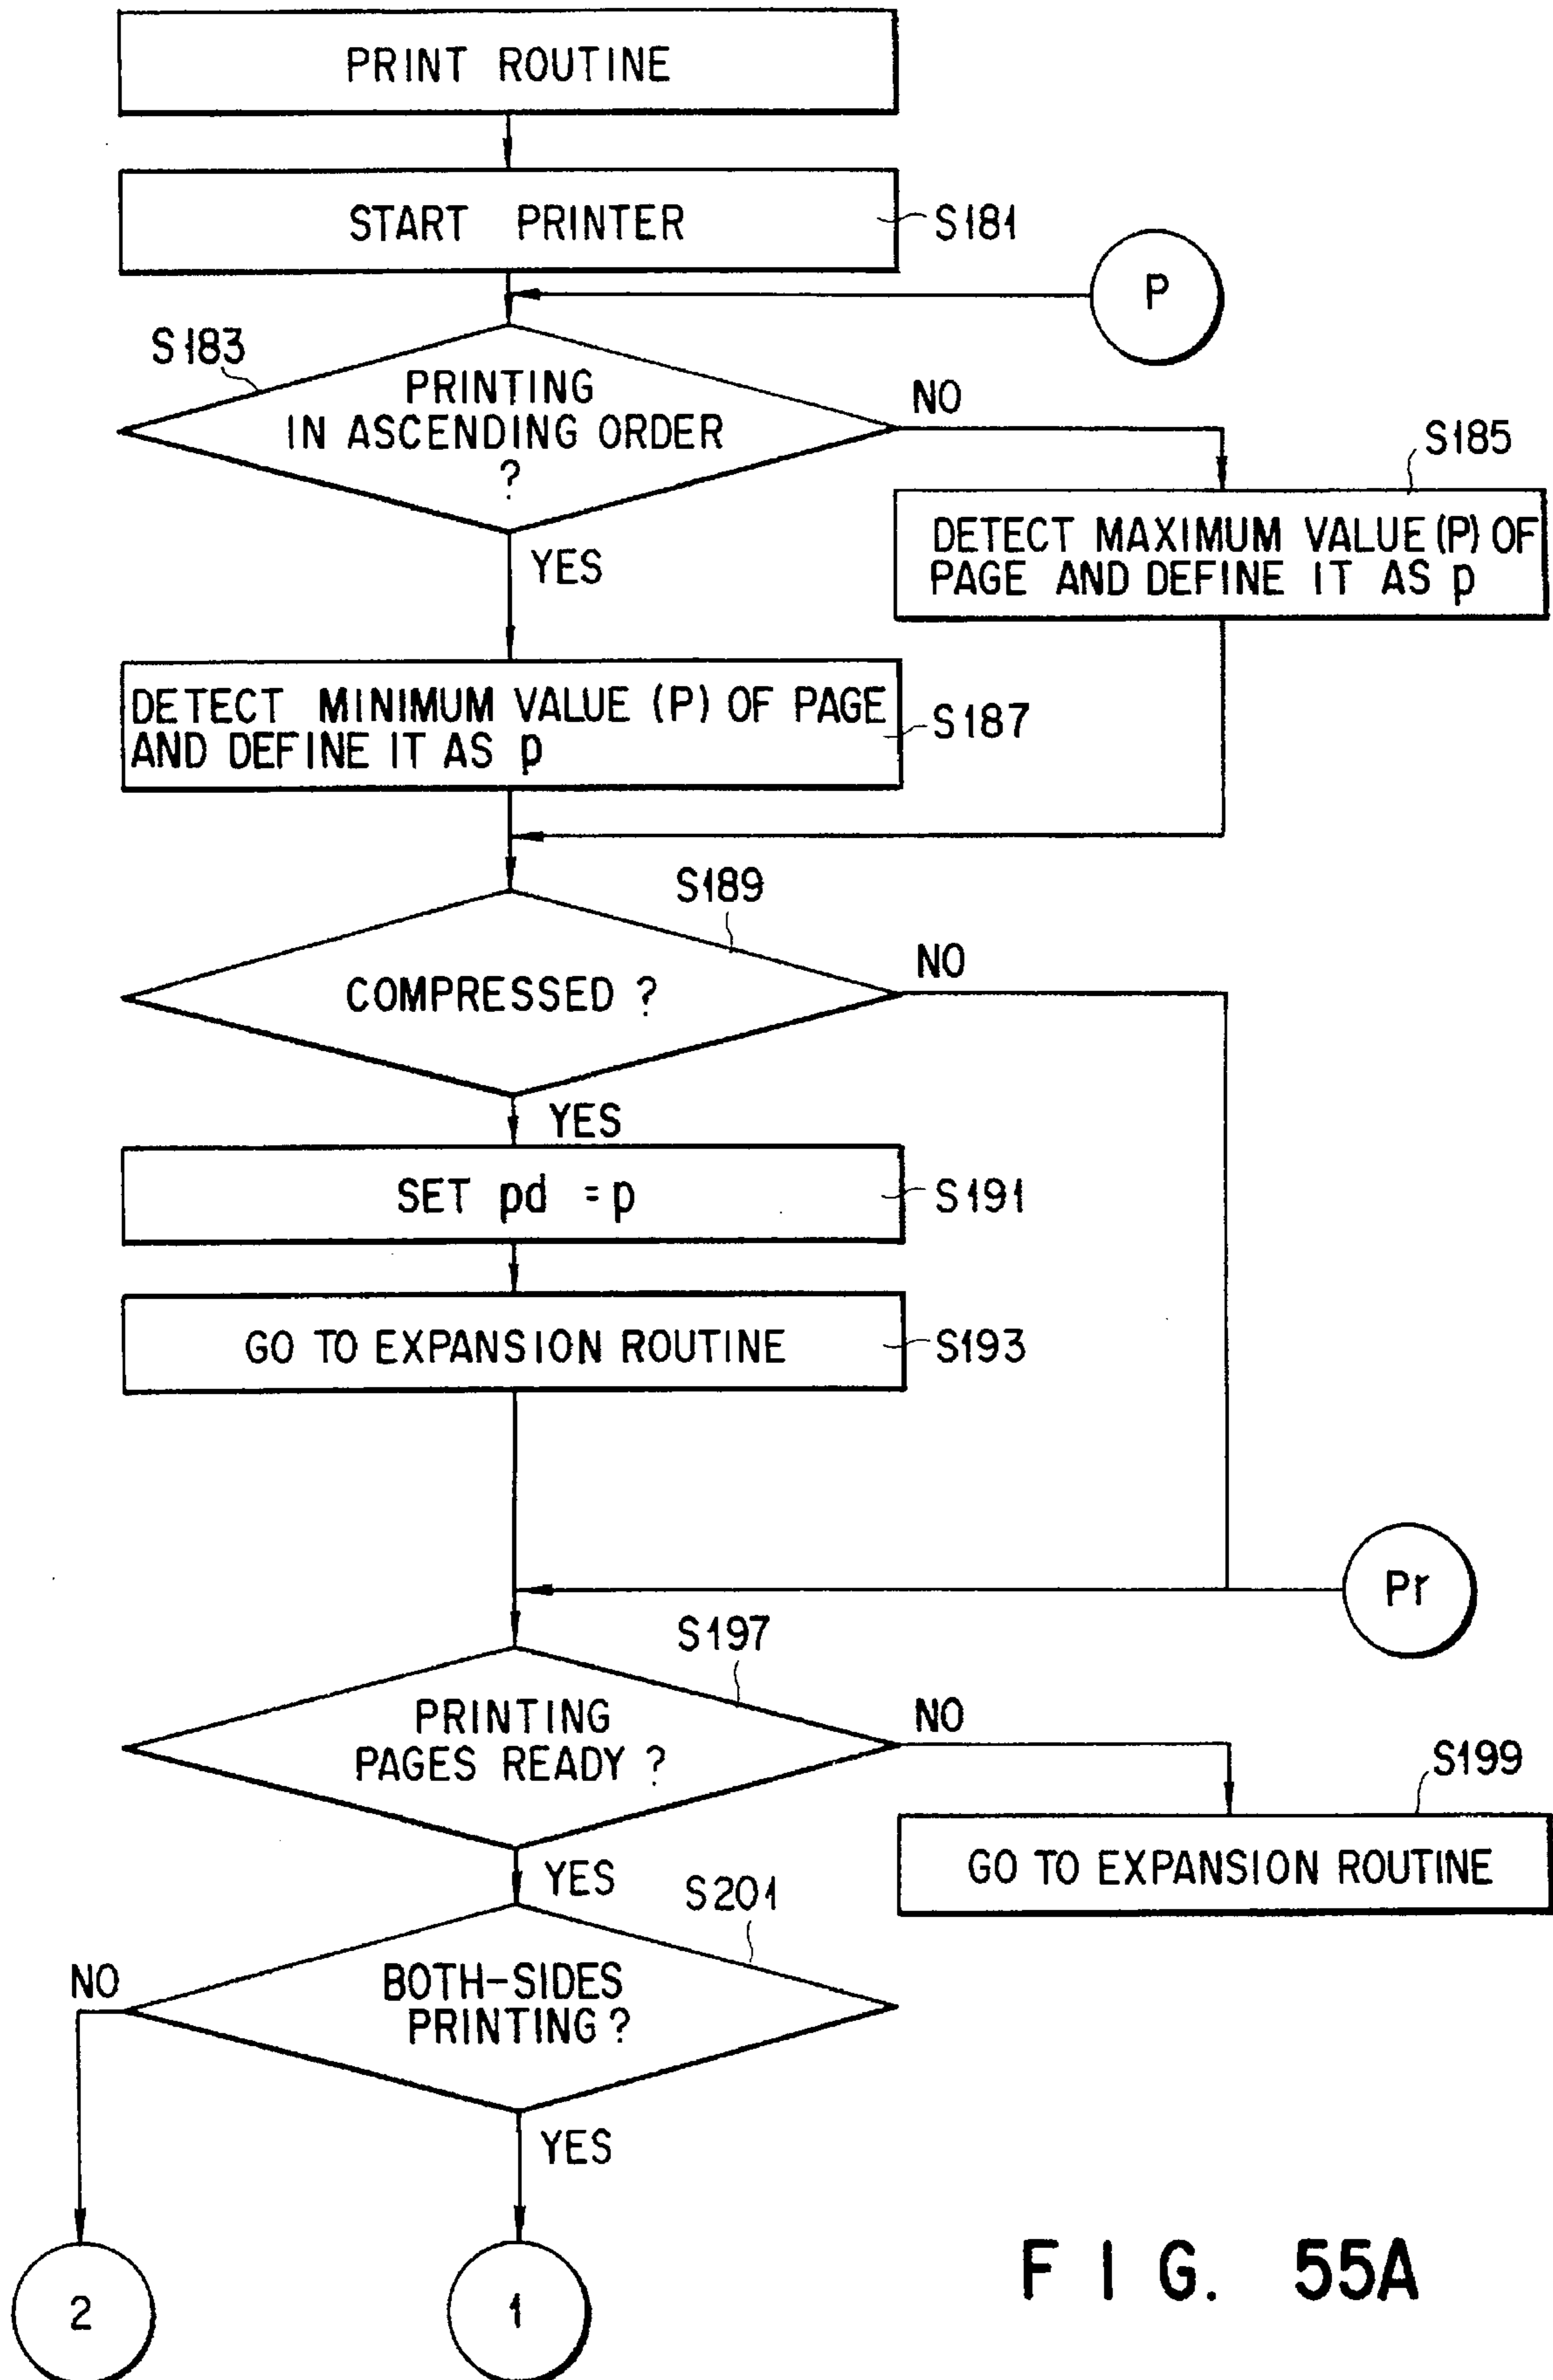 PRINT ROUTINE
START PRINTER
S181
P
S183
PRINTING
IN ASCENDING ORDER
?
NO
S185
YES
DETECT MAXIMUM VALUE (P) OF
PAGE AND DEFINE IT AS p
DETECT MINIMUM VALUE (P) OF PAGE
AND DEFINE IT AS p
S187
S189
COMPRESSED ?
NO
YES
SET pd = p
S191
GO TO EXPANSION ROUTINE
S193
Pr
S197
PRINTING
PAGES READY ?
NO
S199
YES
GO TO EXPANSION ROUTINE
S201
BOTH-SIDES
PRINTING ?
NO
YES
2
1
FIG. 55A